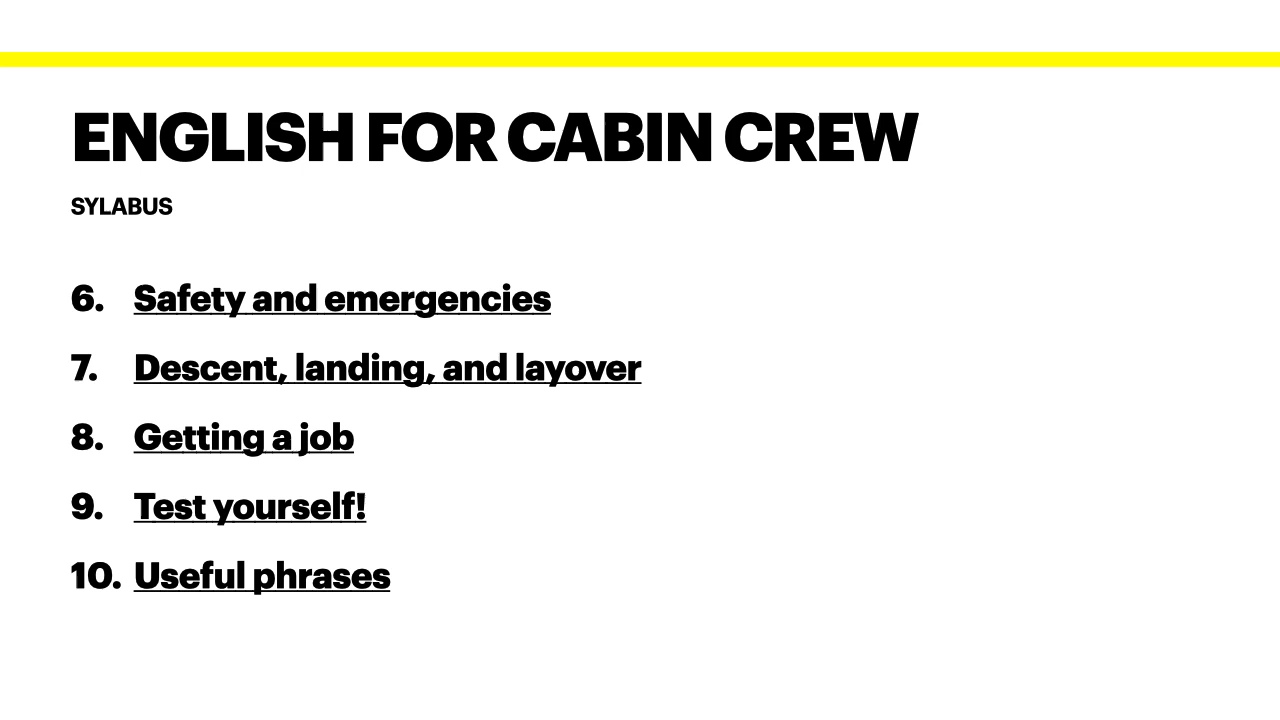 ENGLISH FOR CABIN CREW
SYLABUS
6. Safety and emergencies
7. Descent, landing, and layover
8. Getting a job
9. Test yourself!
10. Useful phrases